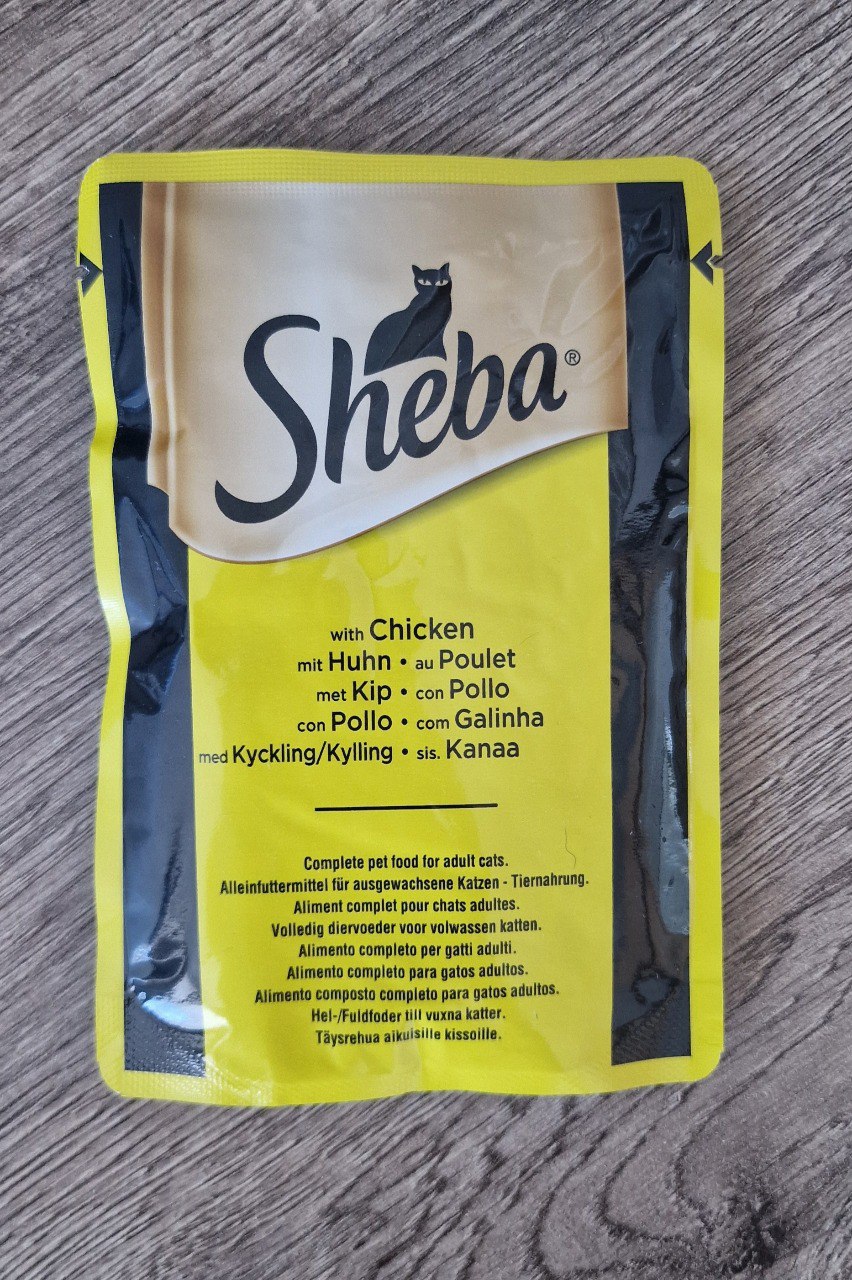 Sheba®
with Chicken
mit Huhn • au Poulet
met Kip • con Pollo
con Pollo • com Galinha
med Kyckling/Kylling • sis. Kanaa
Complete pet food for adult cats.
Alleinfuttermittel für ausgewachsene Katzen - Tiernahrung.
Aliment complet pour chats adultes.
Volledig diervoeder voor volwassen katten.
Alimento completo per gatti adulti.
Alimento completo para gatos adultos.
Alimento composto completo para gatos adultos.
Hel-/Fuldfoder till vuxna katter.
Täysrehua aikuisille kissoille.